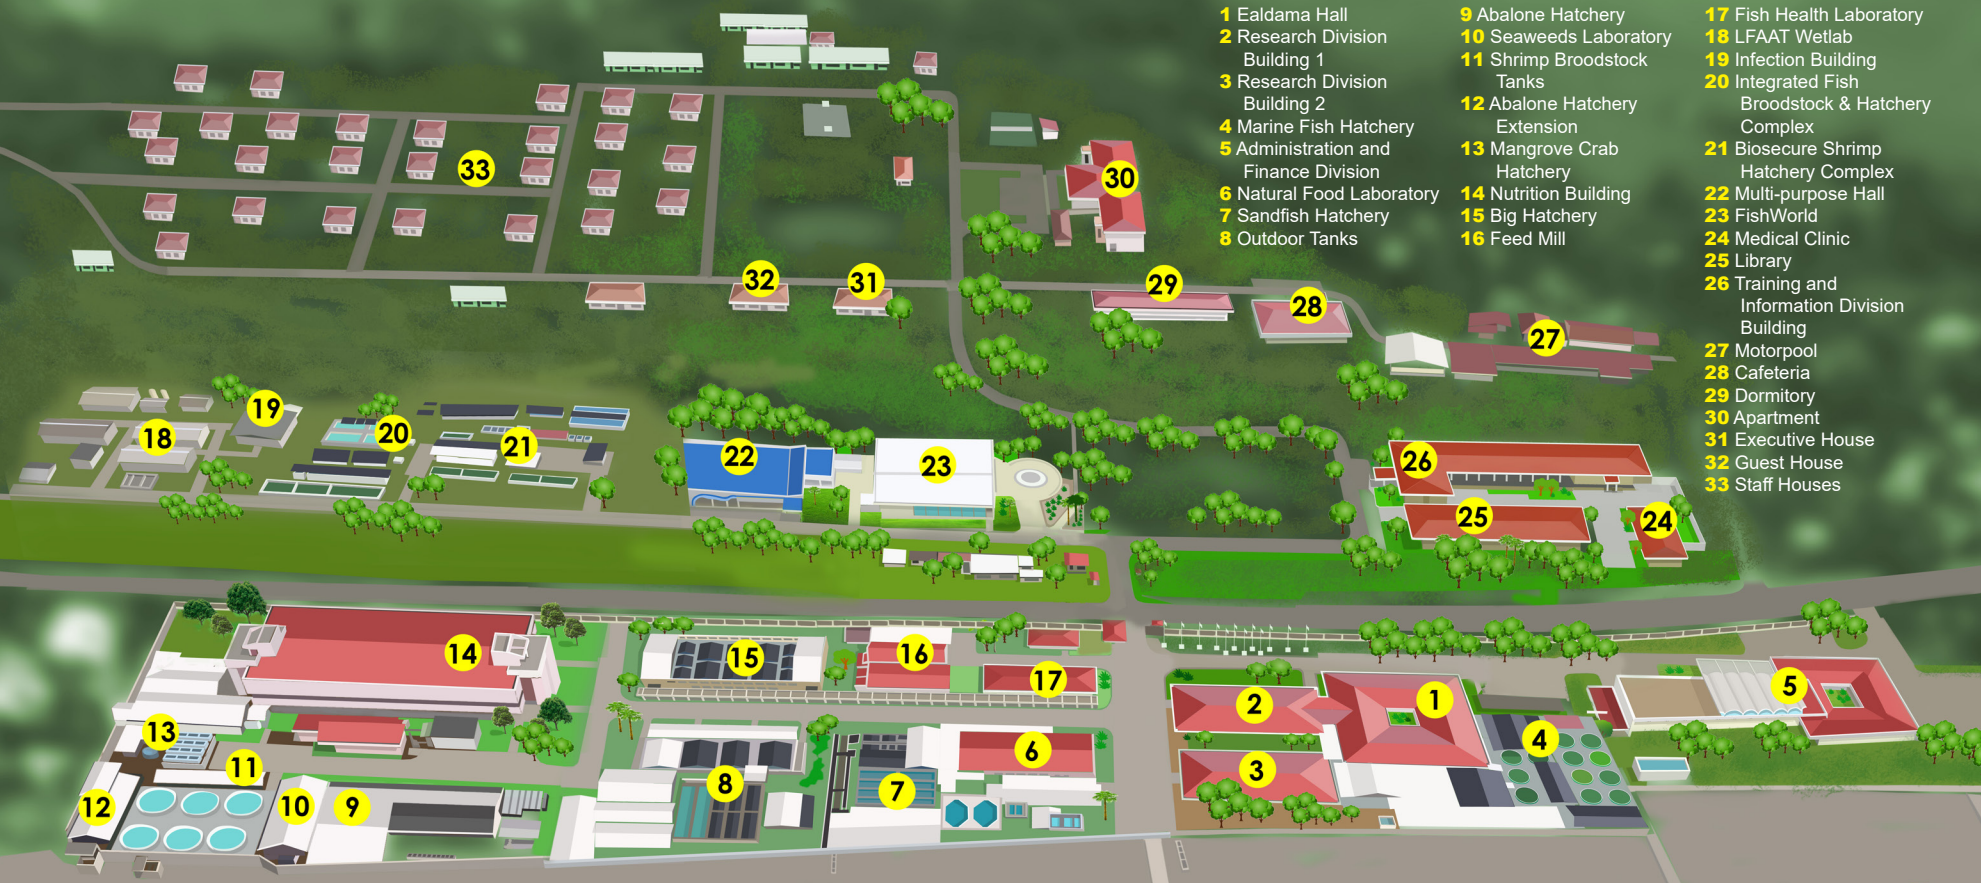 1 Ealdama Hall
2 Research Division
Building 1
3 Research Division
Building 2
4 Marine Fish Hatchery
5 Administration and
Finance Division
6 Natural Food Laboratory
7 Sandfish Hatchery
8 Outdoor Tanks
9 Abalone Hatchery
10 Seaweeds Laboratory
11 Shrimp Broodstock
Tanks
12 Abalone Hatchery
Extension
13 Mangrove Crab
Hatchery
14 Nutrition Building
15 Big Hatchery
16 Feed Mill
17 Fish Health Laboratory
18 LFAAT Wetlab
19 Infection Building
20 Integrated Fish
Broodstock & Hatchery
Complex
21 Biosecure Shrimp
Hatchery Complex
22 Multi-purpose Hall
23 FishWorld
24 Medical Clinic
25 Library
26 Training and
Information Division
Building
27 Motorpool
28 Cafeteria
29 Dormitory
30 Apartment
31 Executive House
32 Guest House
33 Staff Houses
33
30
32
31
29
28
27
19
18
20
21
22
23
26
25
24
14
15
16
17
2
1
5
13
11
12
10
9
8
7
6
3
4